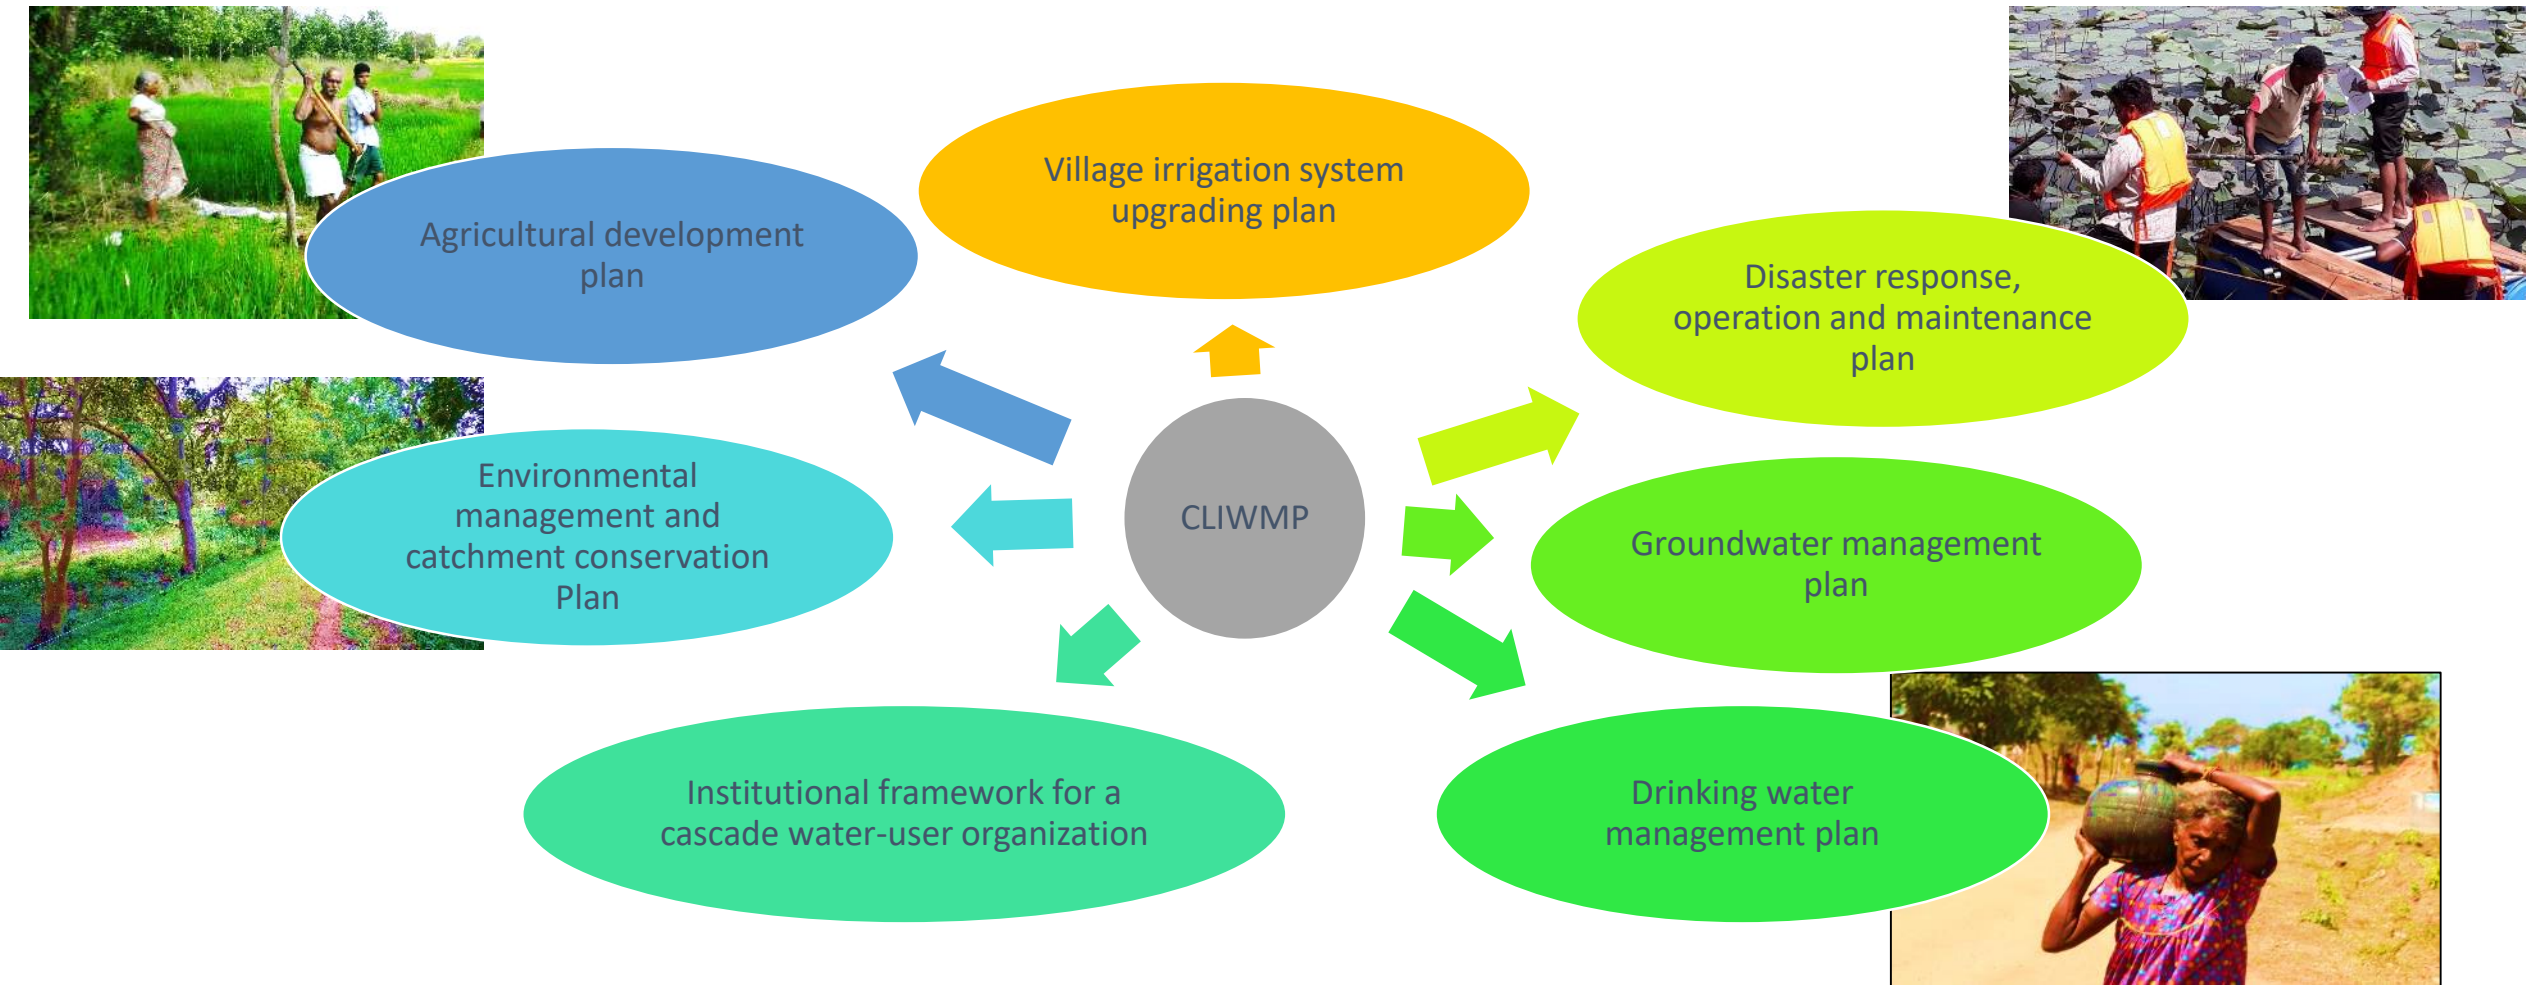 Village irrigation system
upgrading plan
Agricultural development
plan
Disaster response,
operation and maintenance
plan
Environmental
management and
catchment conservation
Plan
CLIWMP
Groundwater management
plan
Institutional framework for a
cascade water-user organization
Drinking water
management plan